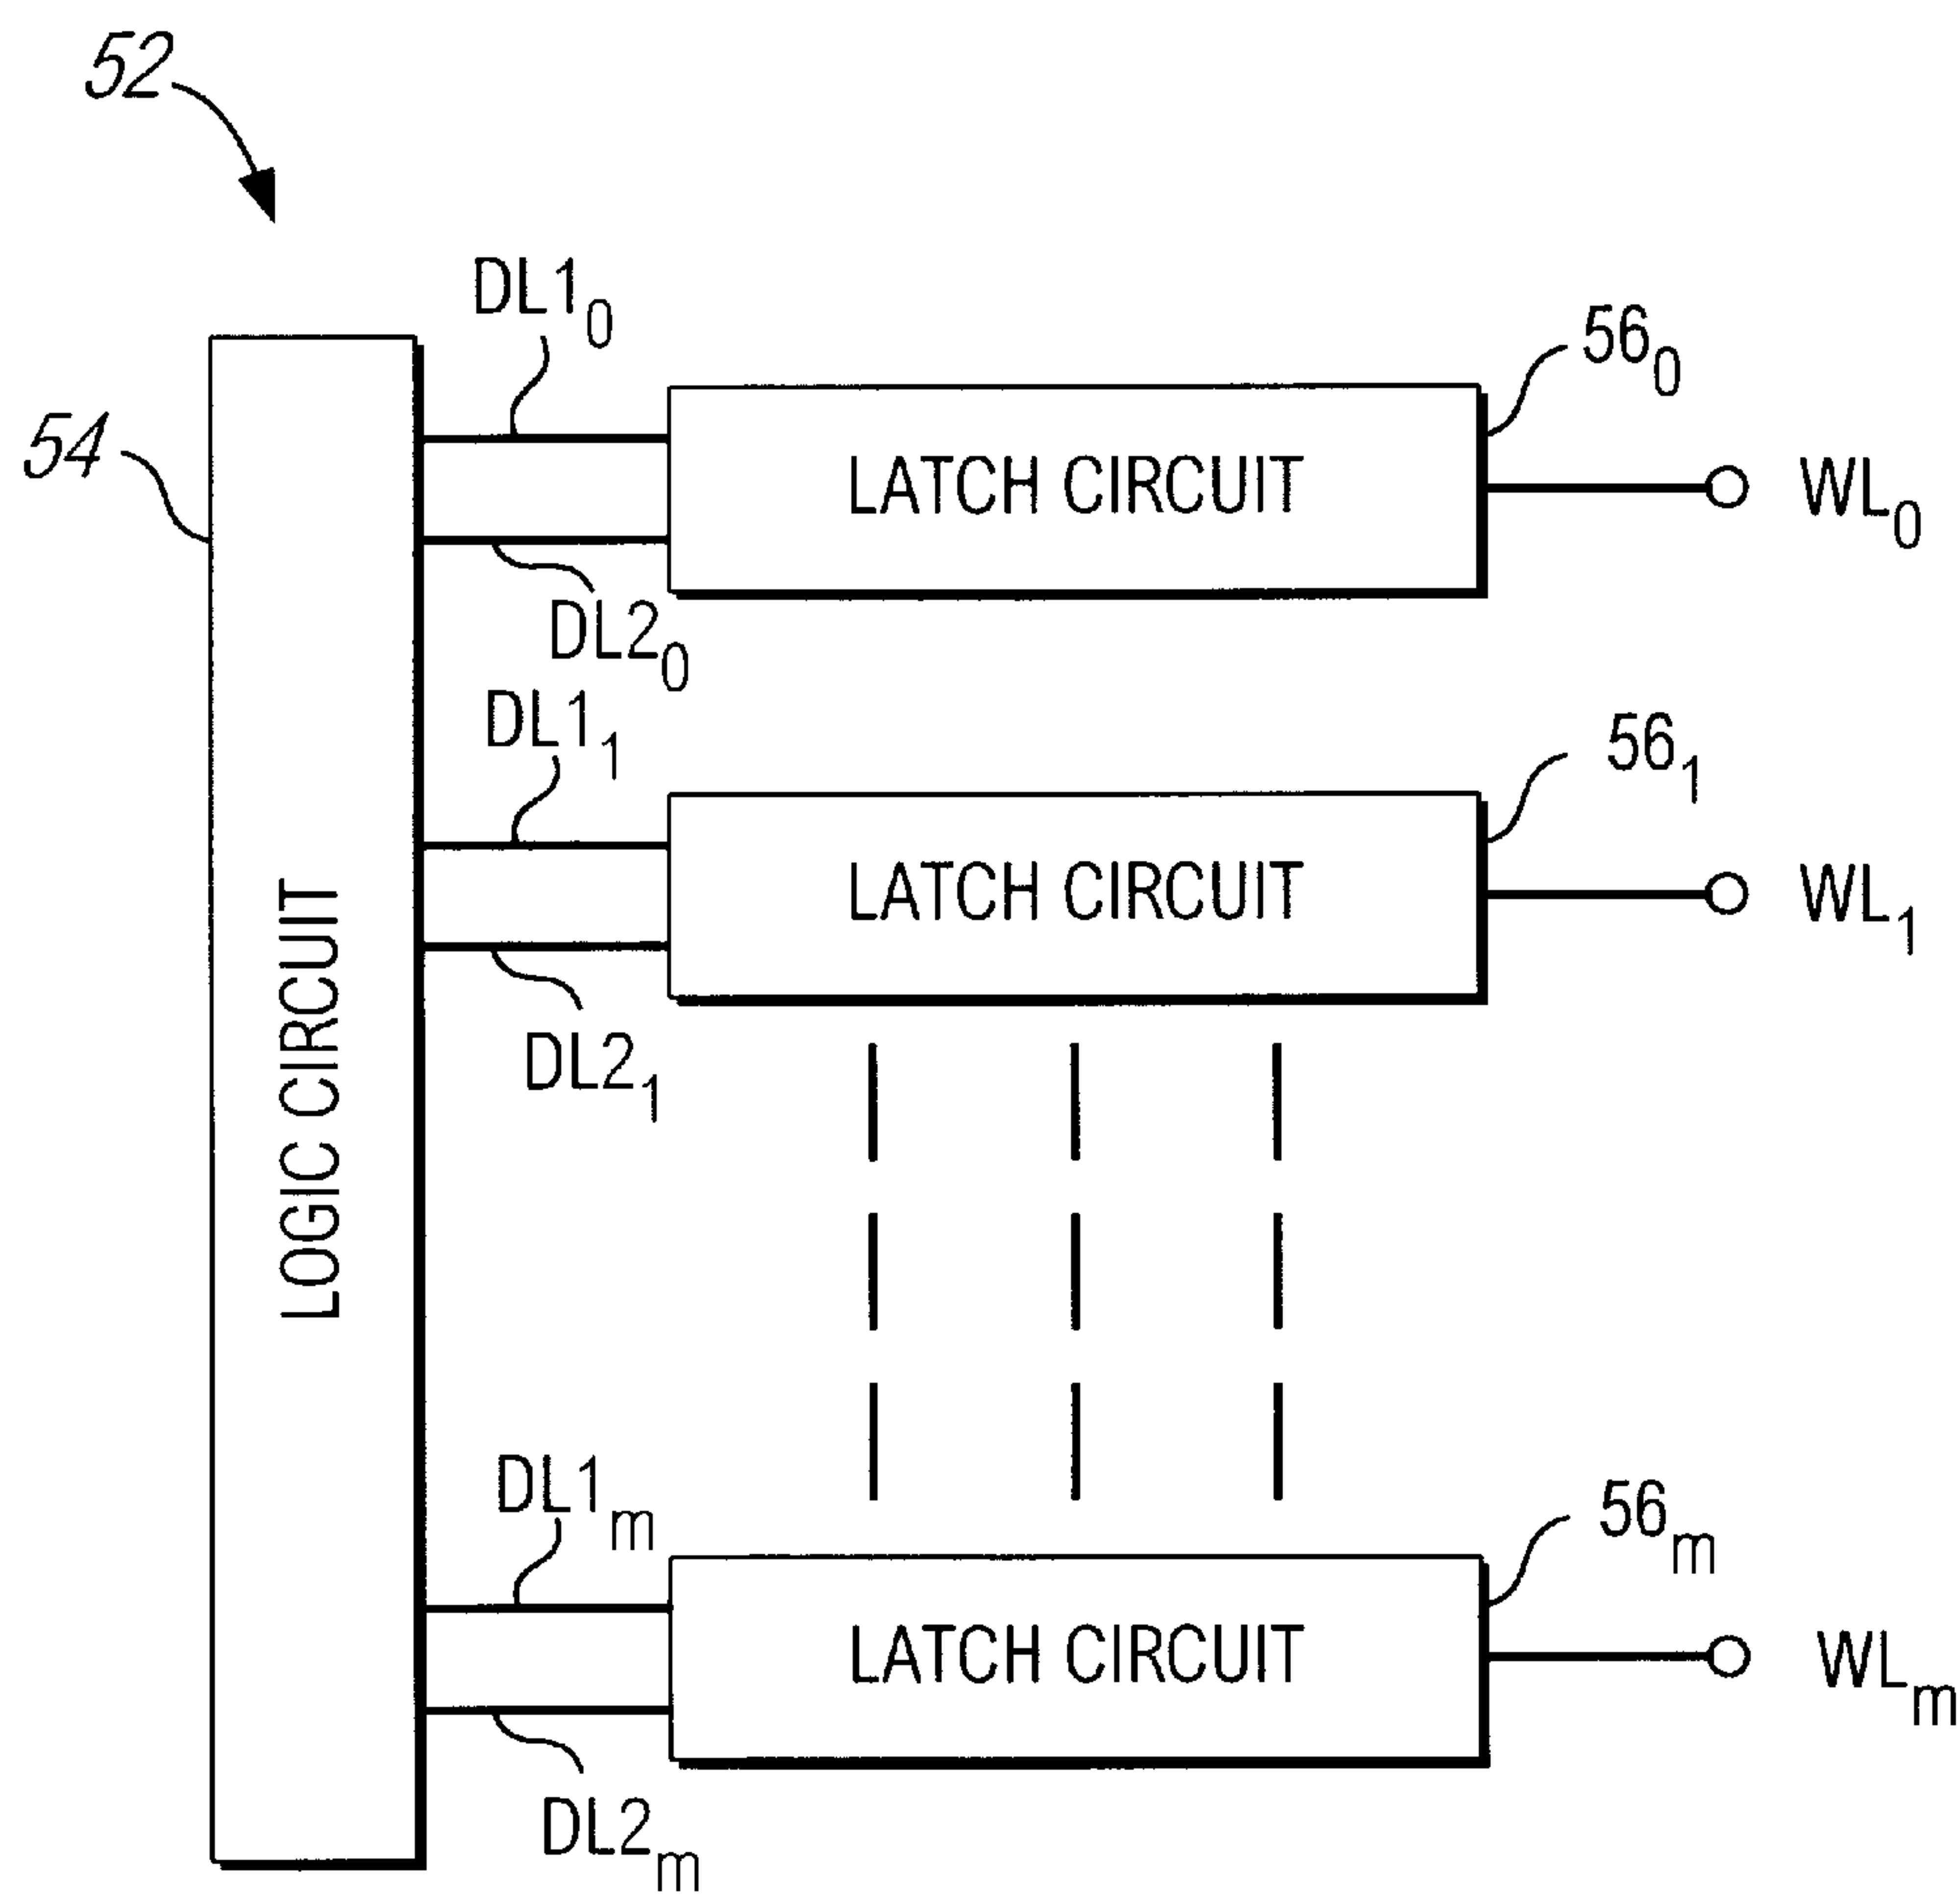 52
DL1₀
56₀
54
LATCH CIRCUIT
WL₀
DL2₀
DL1₁
56₁
LATCH CIRCUIT
WL₁
LOGIC CIRCUIT
DL2₁
DL1ₘ
56ₘ
LATCH CIRCUIT
WLₘ
DL2ₘ